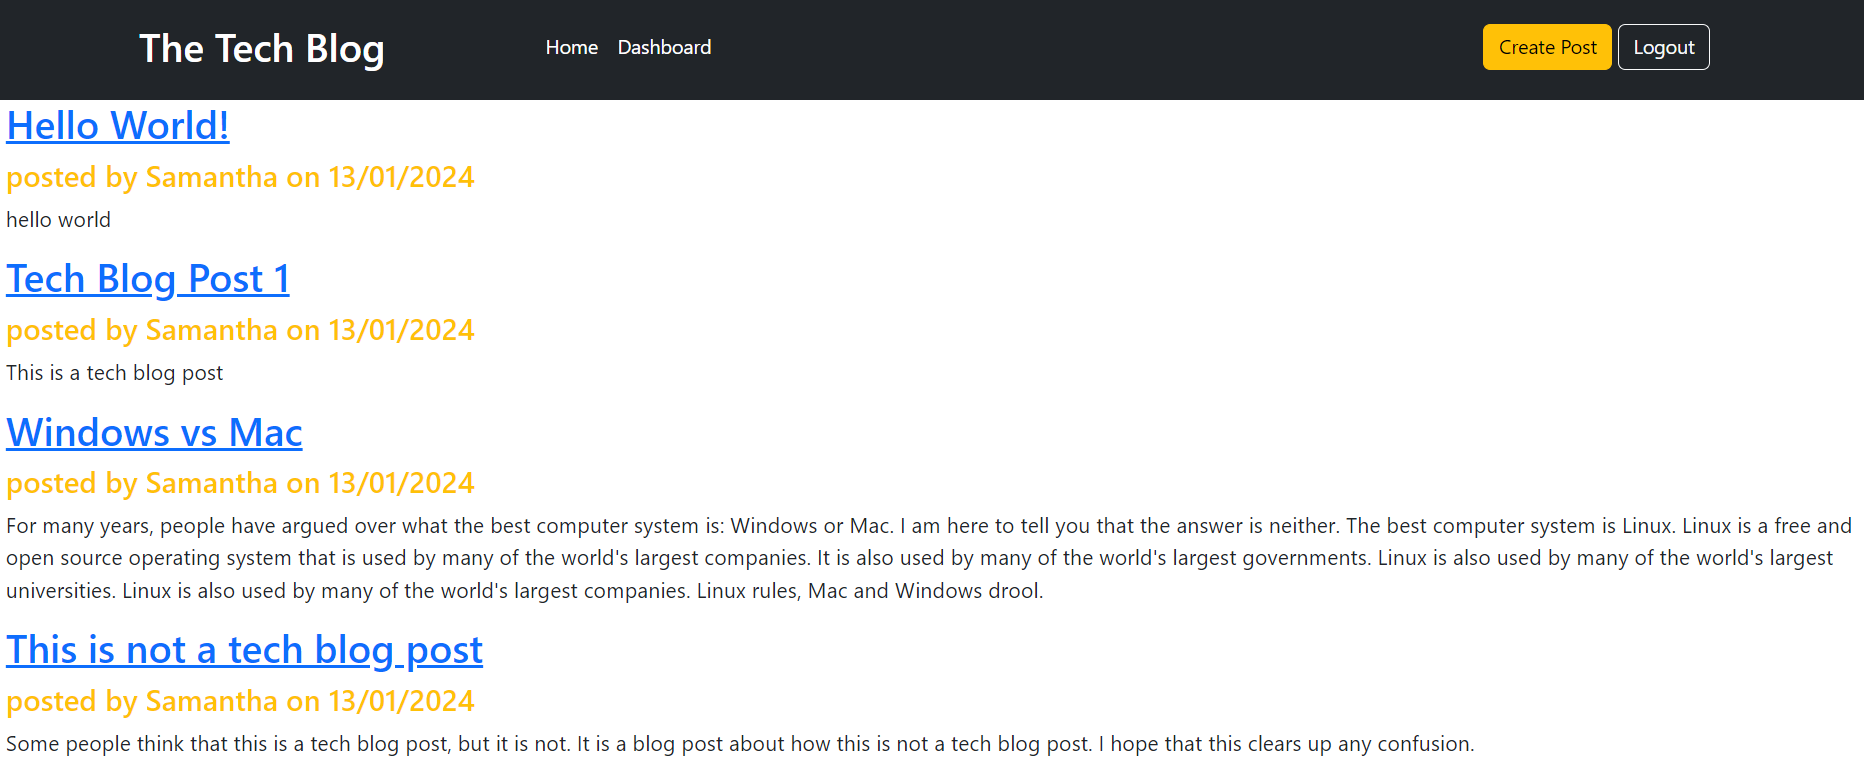 The Tech Blog
Home Dashboard
Create Post Logout
Hello World!
posted by Samantha on 13/01/2024
hello world
Tech Blog Post 1
posted by Samantha on 13/01/2024
This is a tech blog post
Windows vs Mac
posted by Samantha on 13/01/2024
For many years, people have argued over what the best computer system is: Windows or Mac. I am here to tell you that the answer is neither. The best computer system is Linux. Linux is a free and
open source operating system that is used by many of the world's largest companies. It is also used by many of the world's largest governments. Linux is also used by many of the world's largest
universities. Linux is also used by many of the world's largest companies. Linux rules, Mac and Windows drool.
This is not a tech blog post
posted by Samantha on 13/01/2024
Some people think that this is a tech blog post, but it is not. It is a blog post about how this is not a tech blog post. I hope that this clears up any confusion.